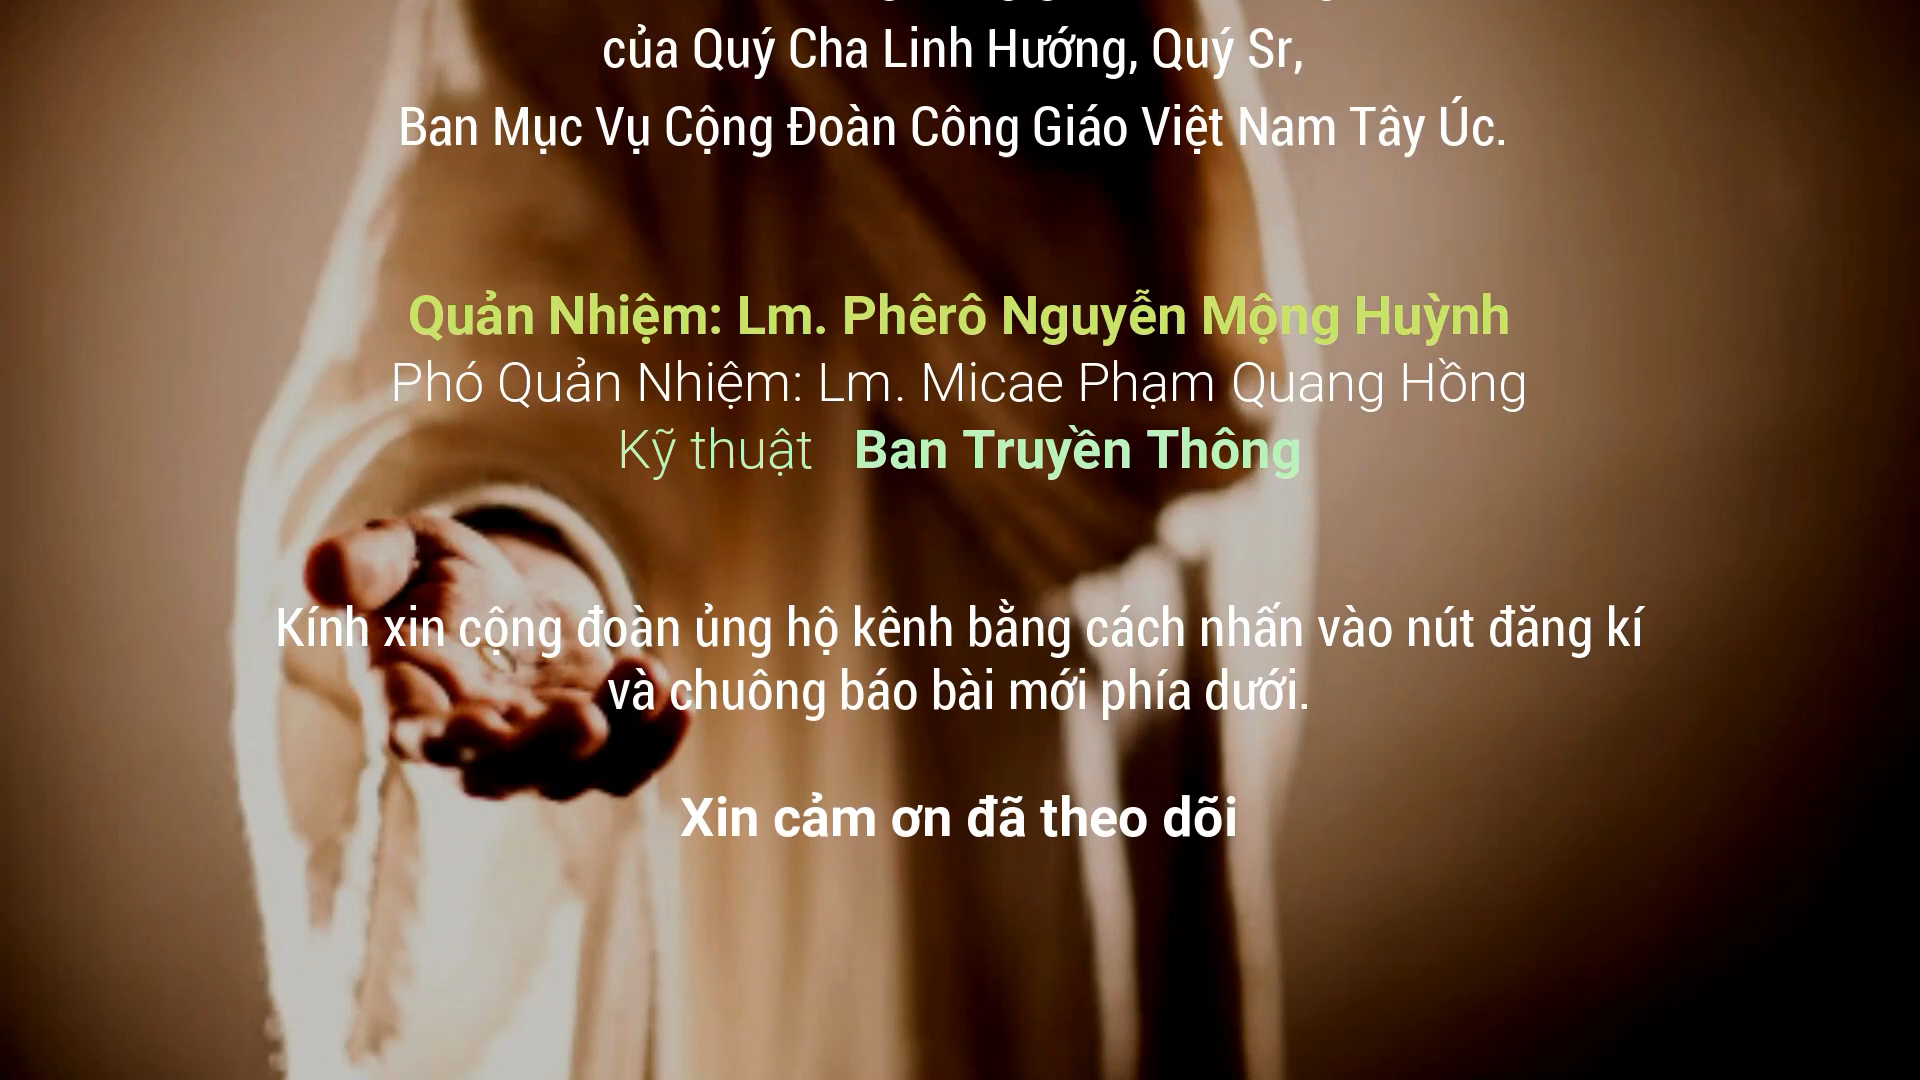 của Quý Cha Linh Hướng, Quý Sr,
Ban Mục Vụ Cộng Đoàn Công Giáo Việt Nam Tây Úc.
Quản Nhiệm: Lm. Phêrô Nguyễn Mộng Huỳnh
Phó Quản Nhiệm: Lm. Micae Phạm Quang Hồng
Kỹ thuật Ban Truyền Thông
Kính xin cộng đoàn ủng hộ kênh bằng cách nhấn vào nút đăng kí
và chuông báo bài mới phía dưới.
Xin cảm ơn đã theo dõi